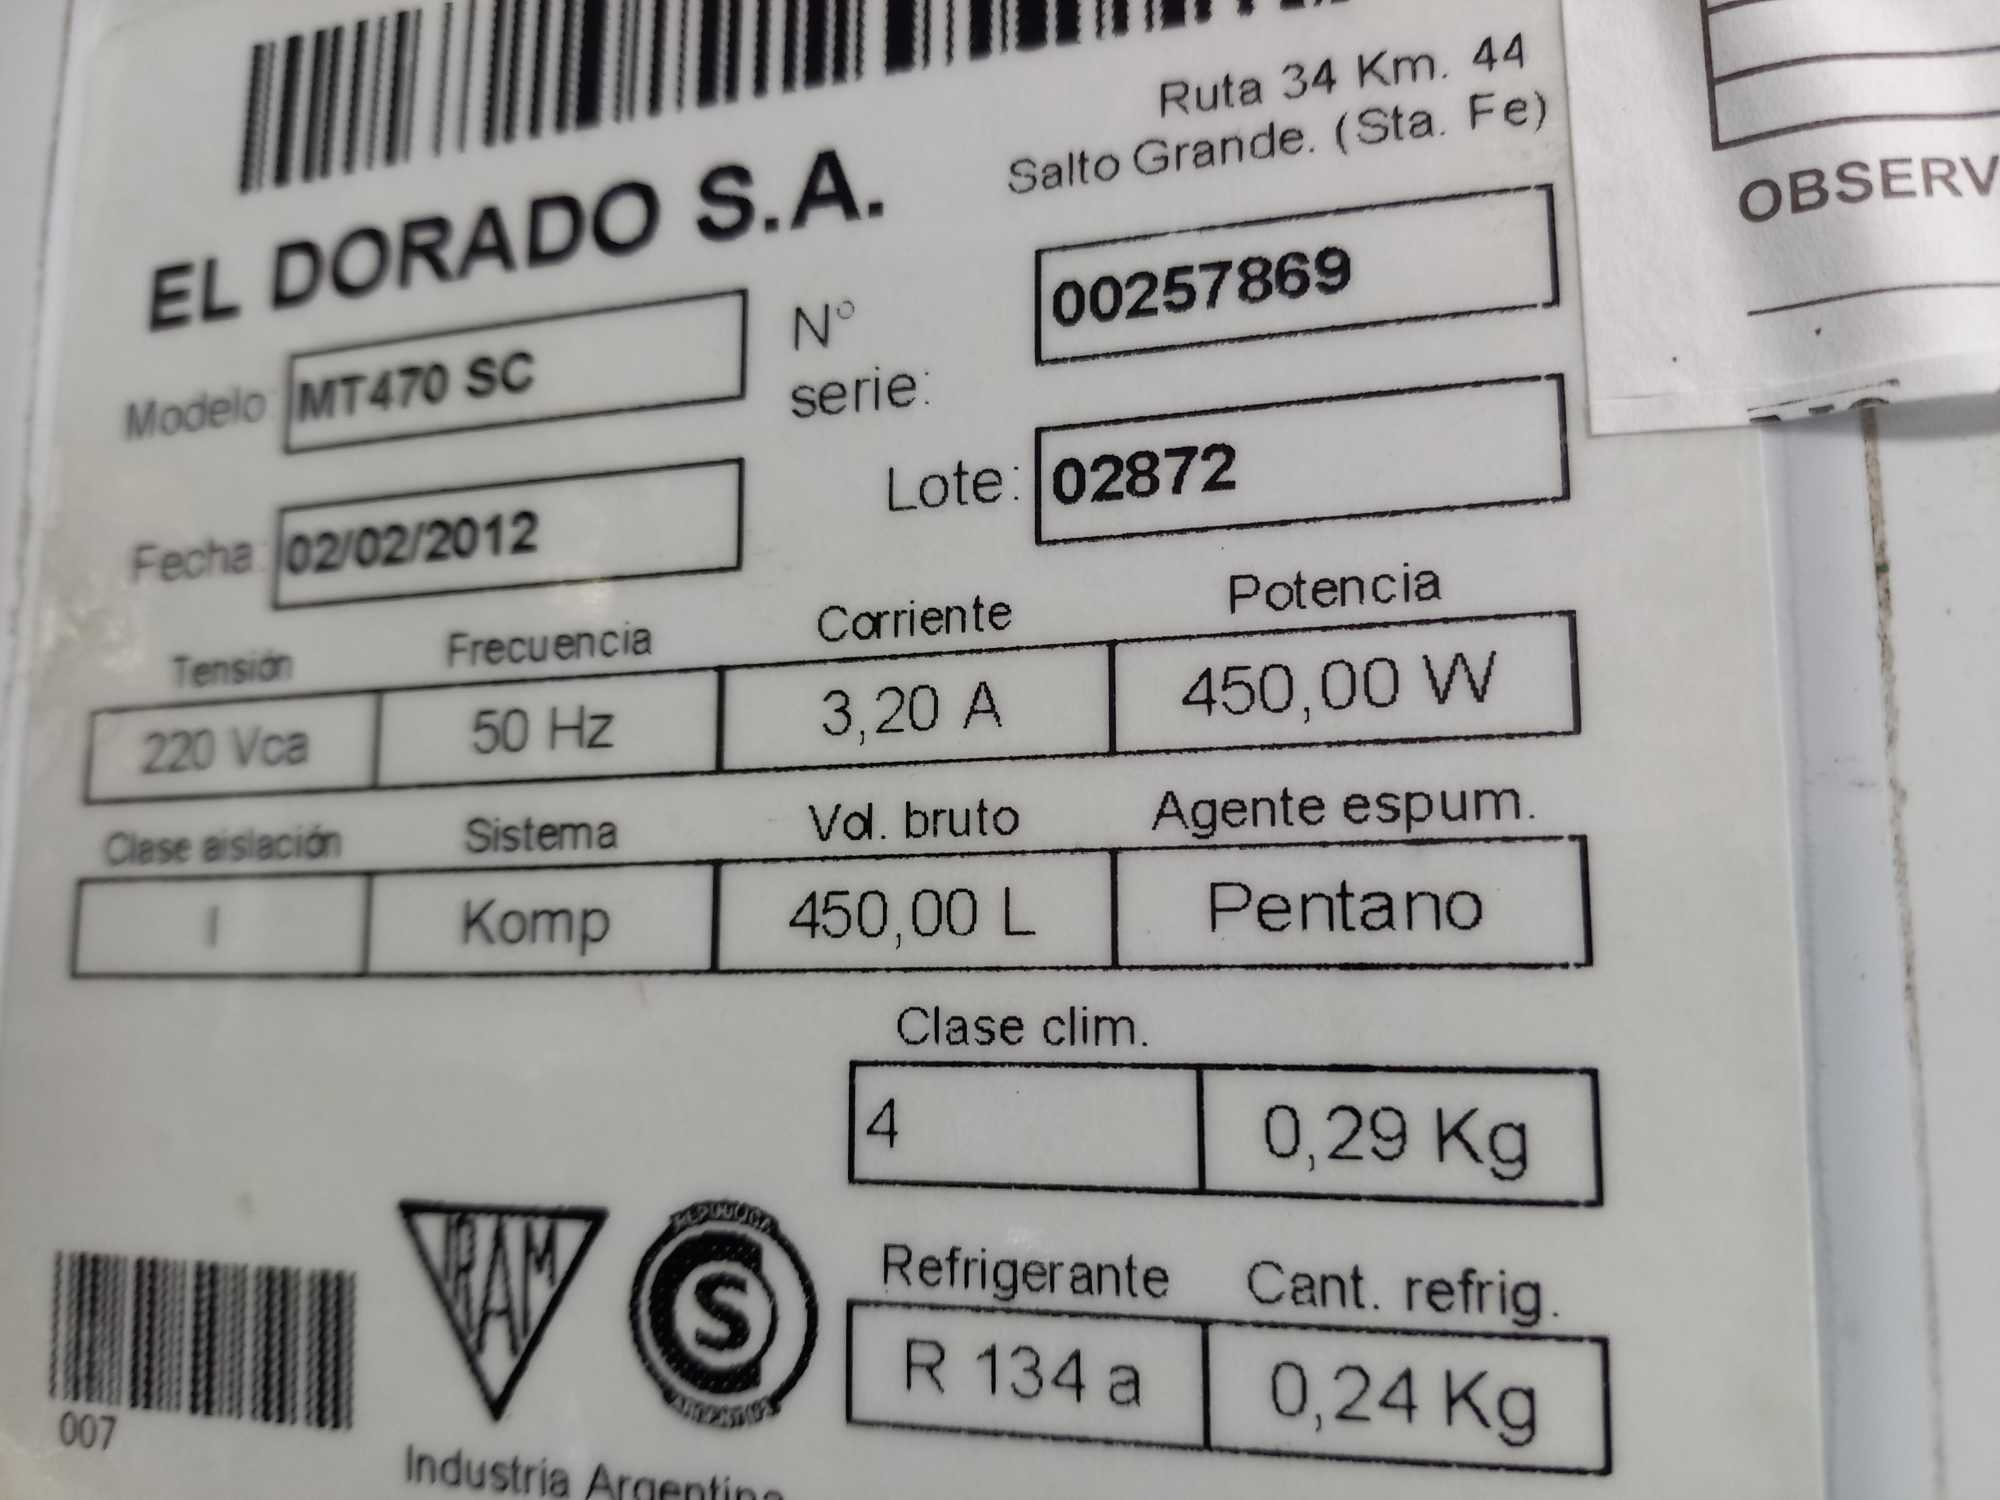 Ruta 34 Km. 44
Salto Grande. (Sta. Fe)
EL DORADO S.A.
OBSERV
Modelo: MT470 SC
N° serie: 00257869
Fecha: 02/02/2012
Lote: 02872
Tensión Frecuencia Corriente Potencia
220 Vca 50 Hz 3,20 A 450,00 W
Clase aislación Sistema Vol. bruto Agente espum.
I Komp 450,00 L Pentano
Clase clim.
4 0,29 Kg
Refrigerante Cant. refrig.
R 134 a 0,24 Kg
IRAM
S
REPUBLICA
ARGENTINA
007
Industria Argentina